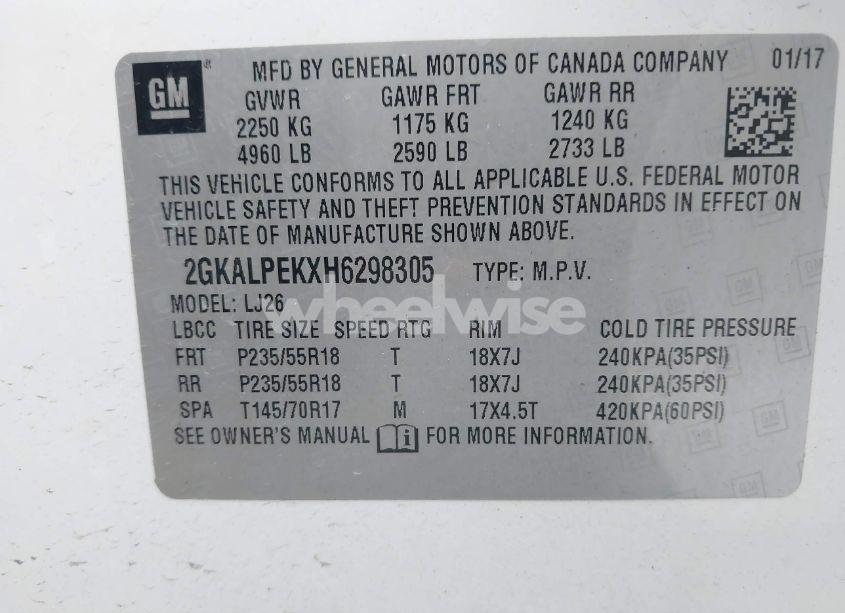 GM MFD BY GENERAL MOTORS OF CANADA COMPANY 01/17
GVWR GAWR FRT GAWR RR
2250 KG 1175 KG 1240 KG
4960 LB 2590 LB 2733 LB
THIS VEHICLE CONFORMS TO ALL APPLICABLE U.S. FEDERAL MOTOR
VEHICLE SAFETY AND THEFT PREVENTION STANDARDS IN EFFECT ON
THE DATE OF MANUFACTURE SHOWN ABOVE.
2GKALPEKXH6298305 TYPE: M.P.V.
MODEL: LJ26
wheelwise
LBCC TIRE SIZE SPEED RTG RIM COLD TIRE PRESSURE
FRT P235/55R18 T 18X7J 240KPA(35PSI)
RR P235/55R18 T 18X7J 240KPA(35PSI)
SPA T145/70R17 M 17X4.5T 420KPA(60PSI)
SEE OWNER'S MANUAL FOR MORE INFORMATION.